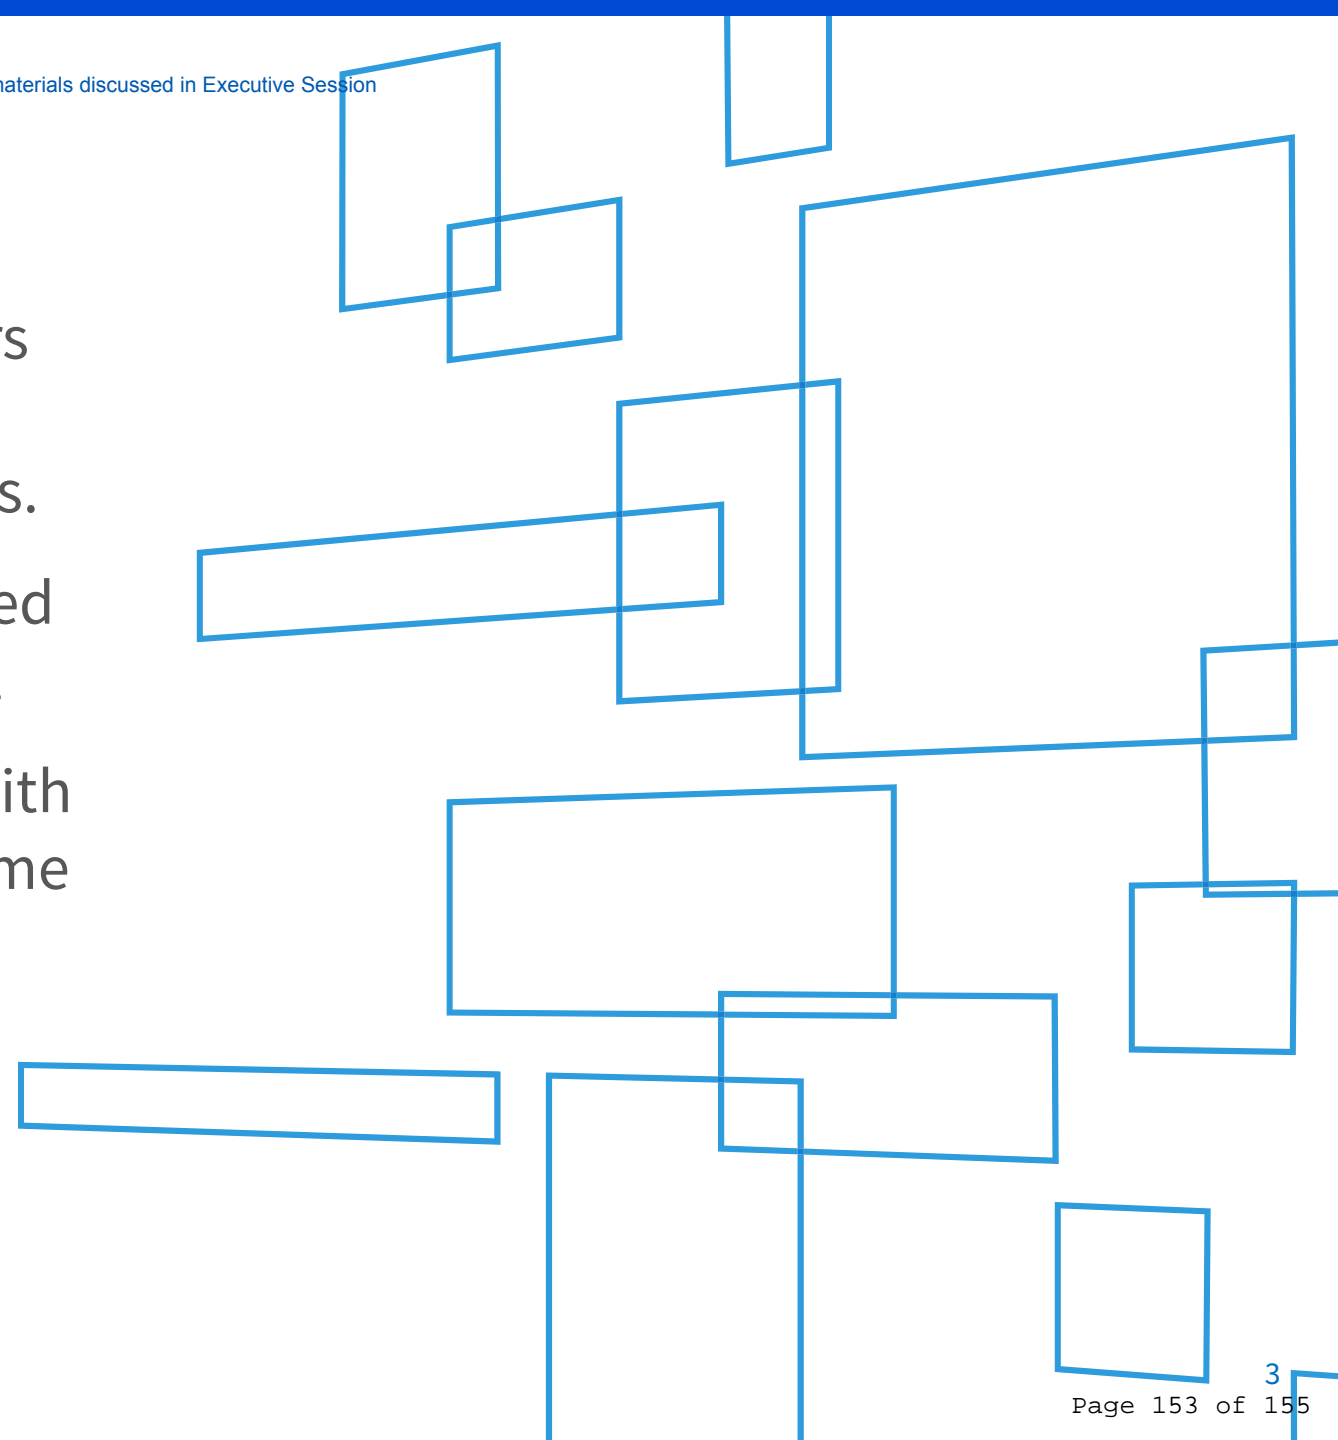 materials discussed in Executive Session
rs
s.
ed
.
ith
me
3
Page 153 of 155